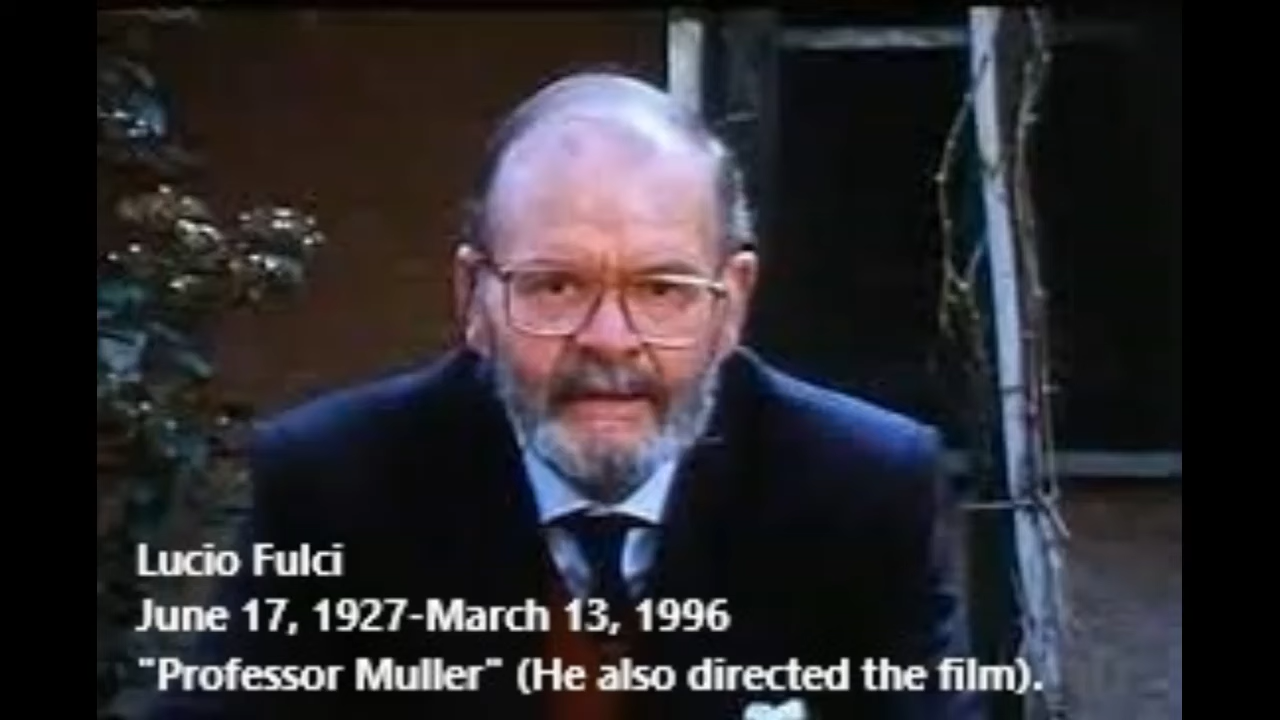 Lucio Fulci
June 17, 1927-March 13, 1996
"Professor Muller" (He also directed the film).